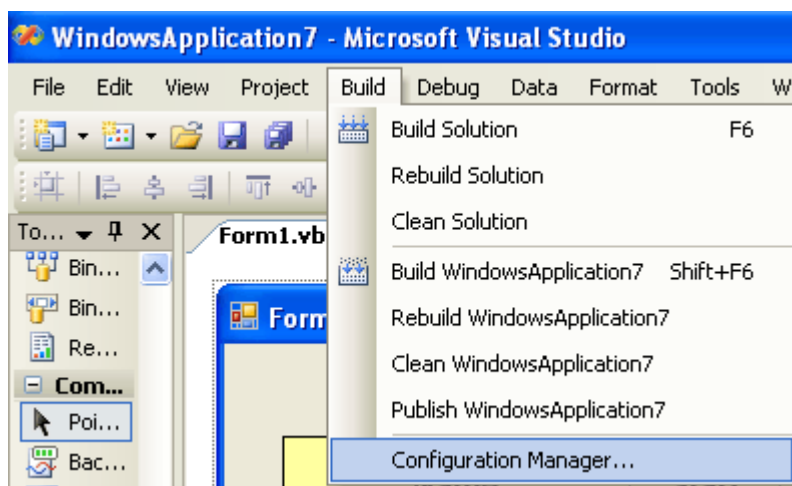 WindowsApplication7 - Microsoft Visual Studio
File Edit View Project Build Debug Data Format Tools W
Build Solution F6
Rebuild Solution
Clean Solution
To...
Form1.vb
Bin...
Build WindowsApplication7 Shift+F6
Bin...
Form
Rebuild WindowsApplication7
Re...
Clean WindowsApplication7
Com...
Poi...
Publish WindowsApplication7
Bac...
Configuration Manager...